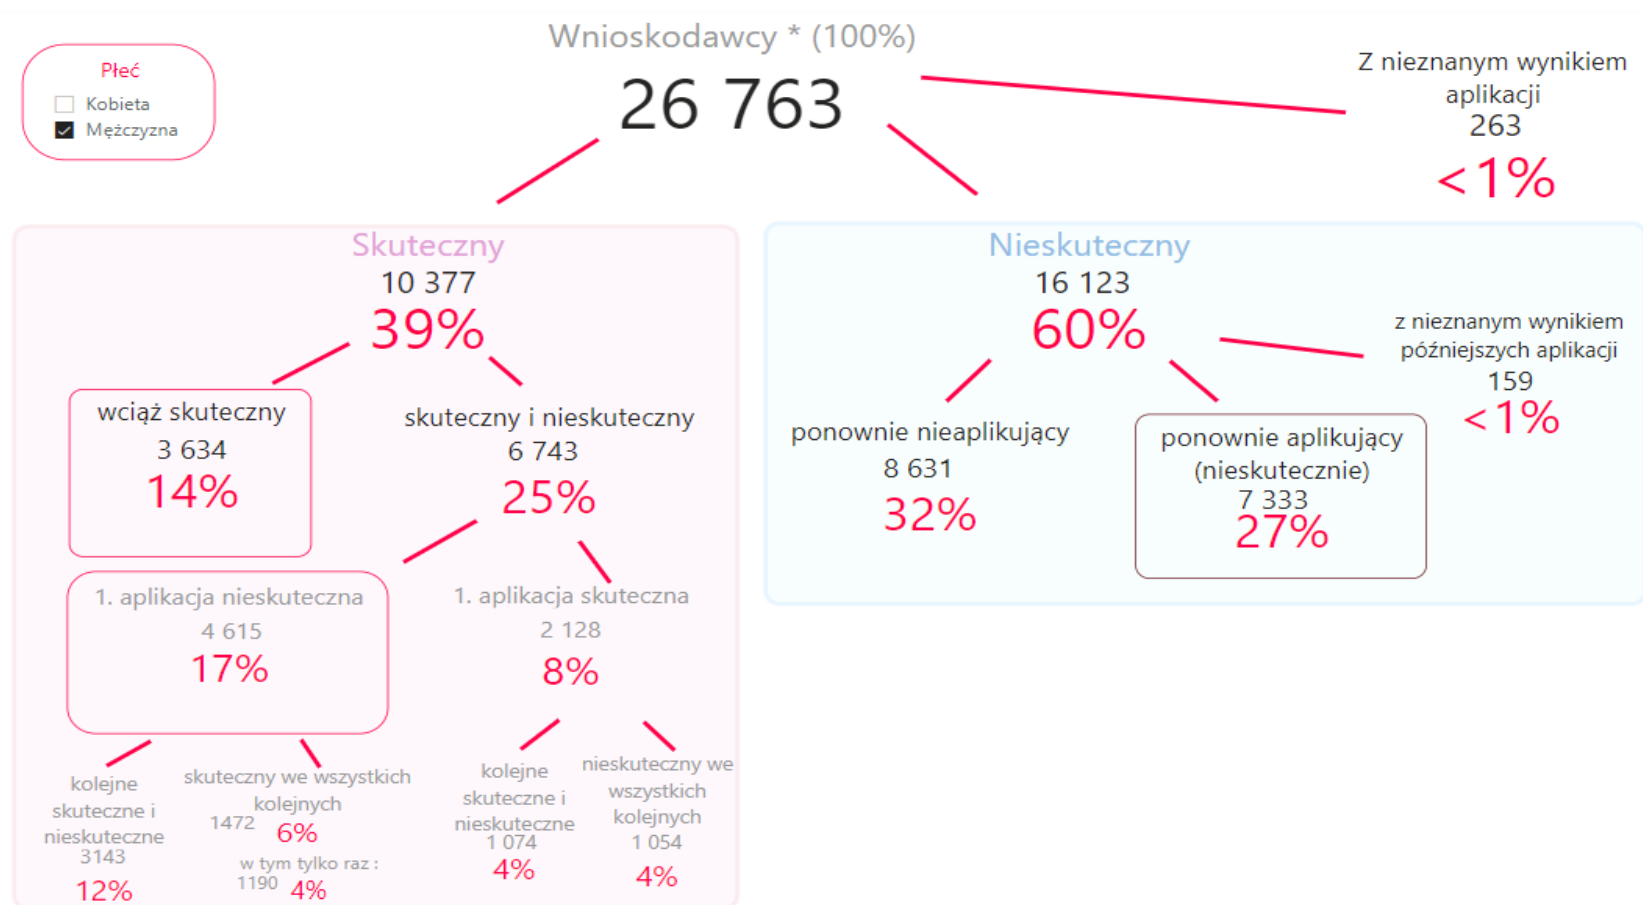 Wnioskodawcy * (100%)
26 763
Płeć
Kobieta
Mężczyzna
Z nieznanym wynikiem
aplikacji
263
<1%
Skuteczny
10 377
39%
wciąż skuteczny
3 634
14%
skuteczny i nieskuteczny
6 743
25%
1. aplikacja nieskuteczna
4 615
17%
1. aplikacja skuteczna
2 128
8%
kolejne
skuteczne i
nieskuteczne
3143
12%
skuteczny we wszystkich
kolejnych
1472 6%
w tym tylko raz :
1190 4%
kolejne
skuteczne i
nieskuteczne
1 074
4%
nieskuteczny we
wszystkich
kolejnych
1 054
4%
Nieskuteczny
16 123
60%
z nieznanym wynikiem
późniejszych aplikacji
159
<1%
ponownie nieaplikujący
8 631
32%
ponownie aplikujący
(nieskutecznie)
7 333
27%